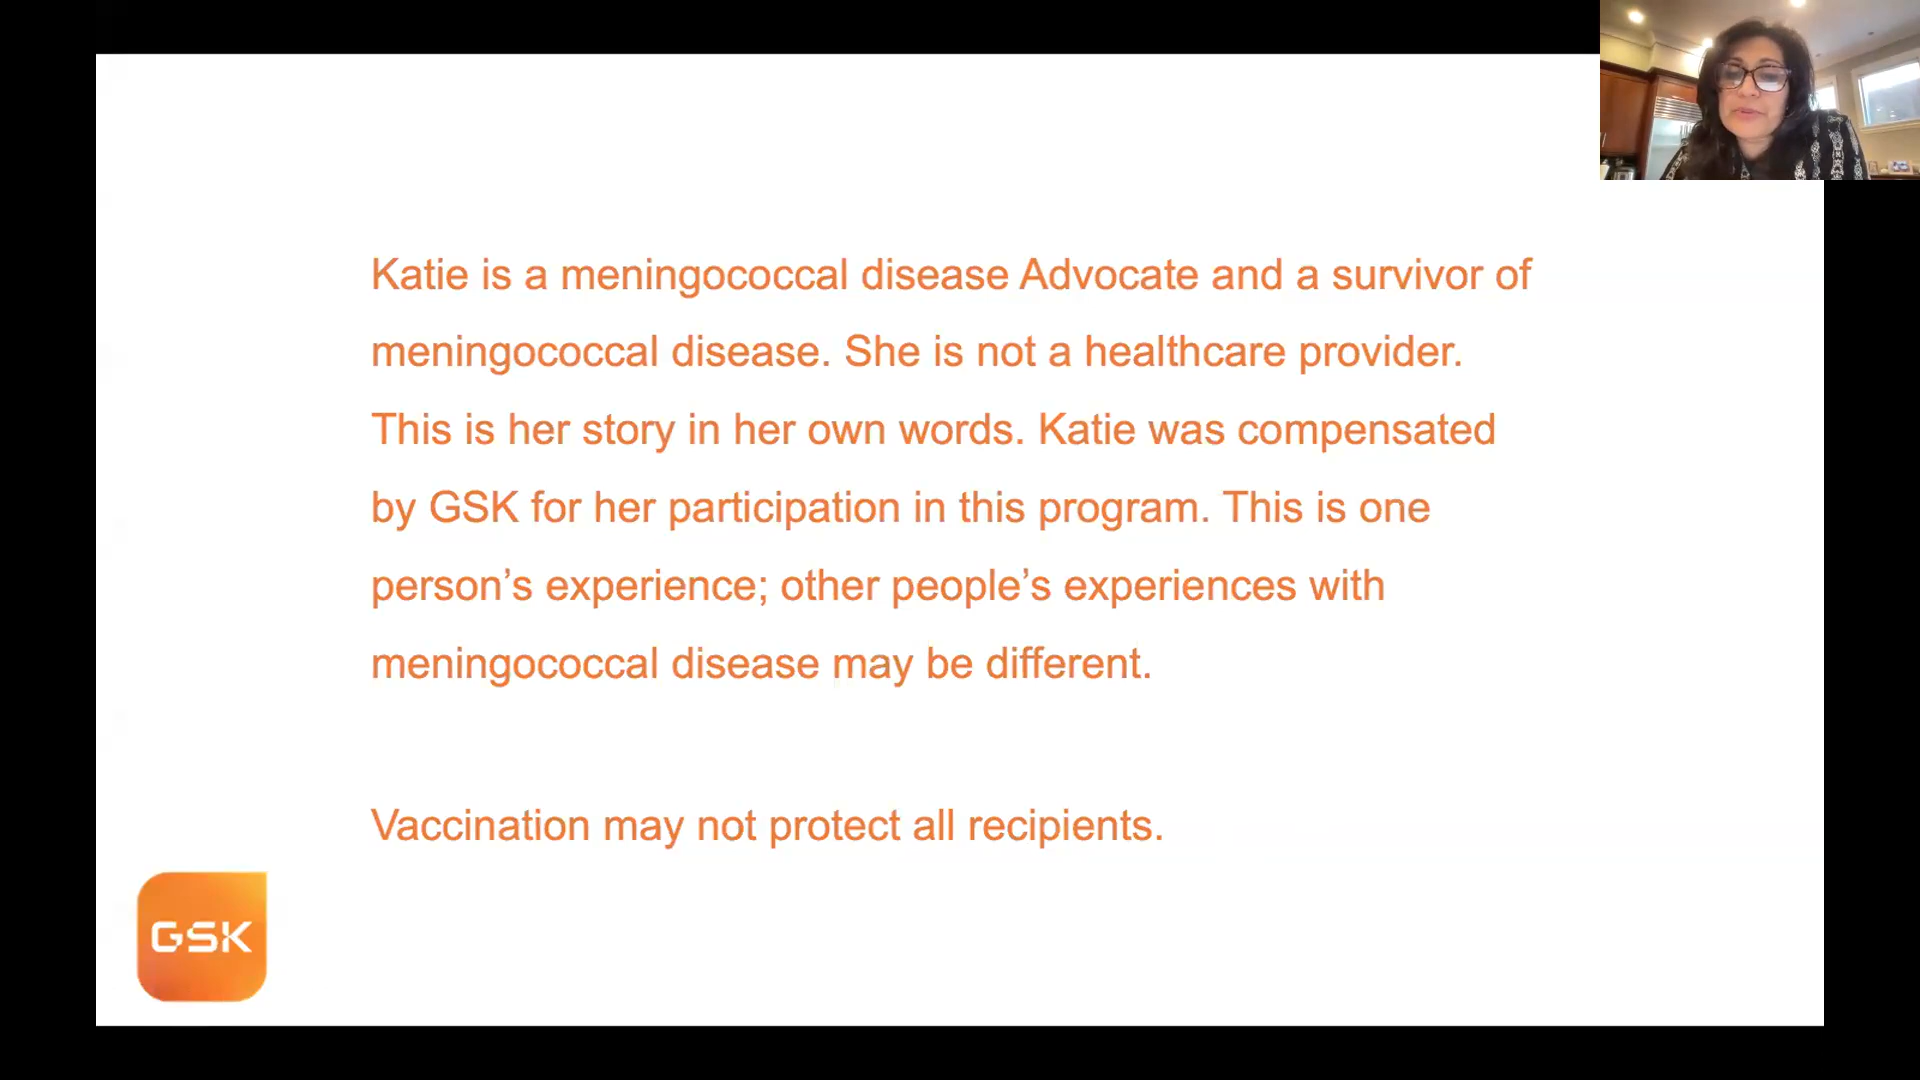 Katie is a meningococcal disease Advocate and a survivor of
meningococcal disease. She is not a healthcare provider.
This is her story in her own words. Katie was compensated
by GSK for her participation in this program. This is one
person’s experience; other people’s experiences with
meningococcal disease may be different.
Vaccination may not protect all recipients.
GSK